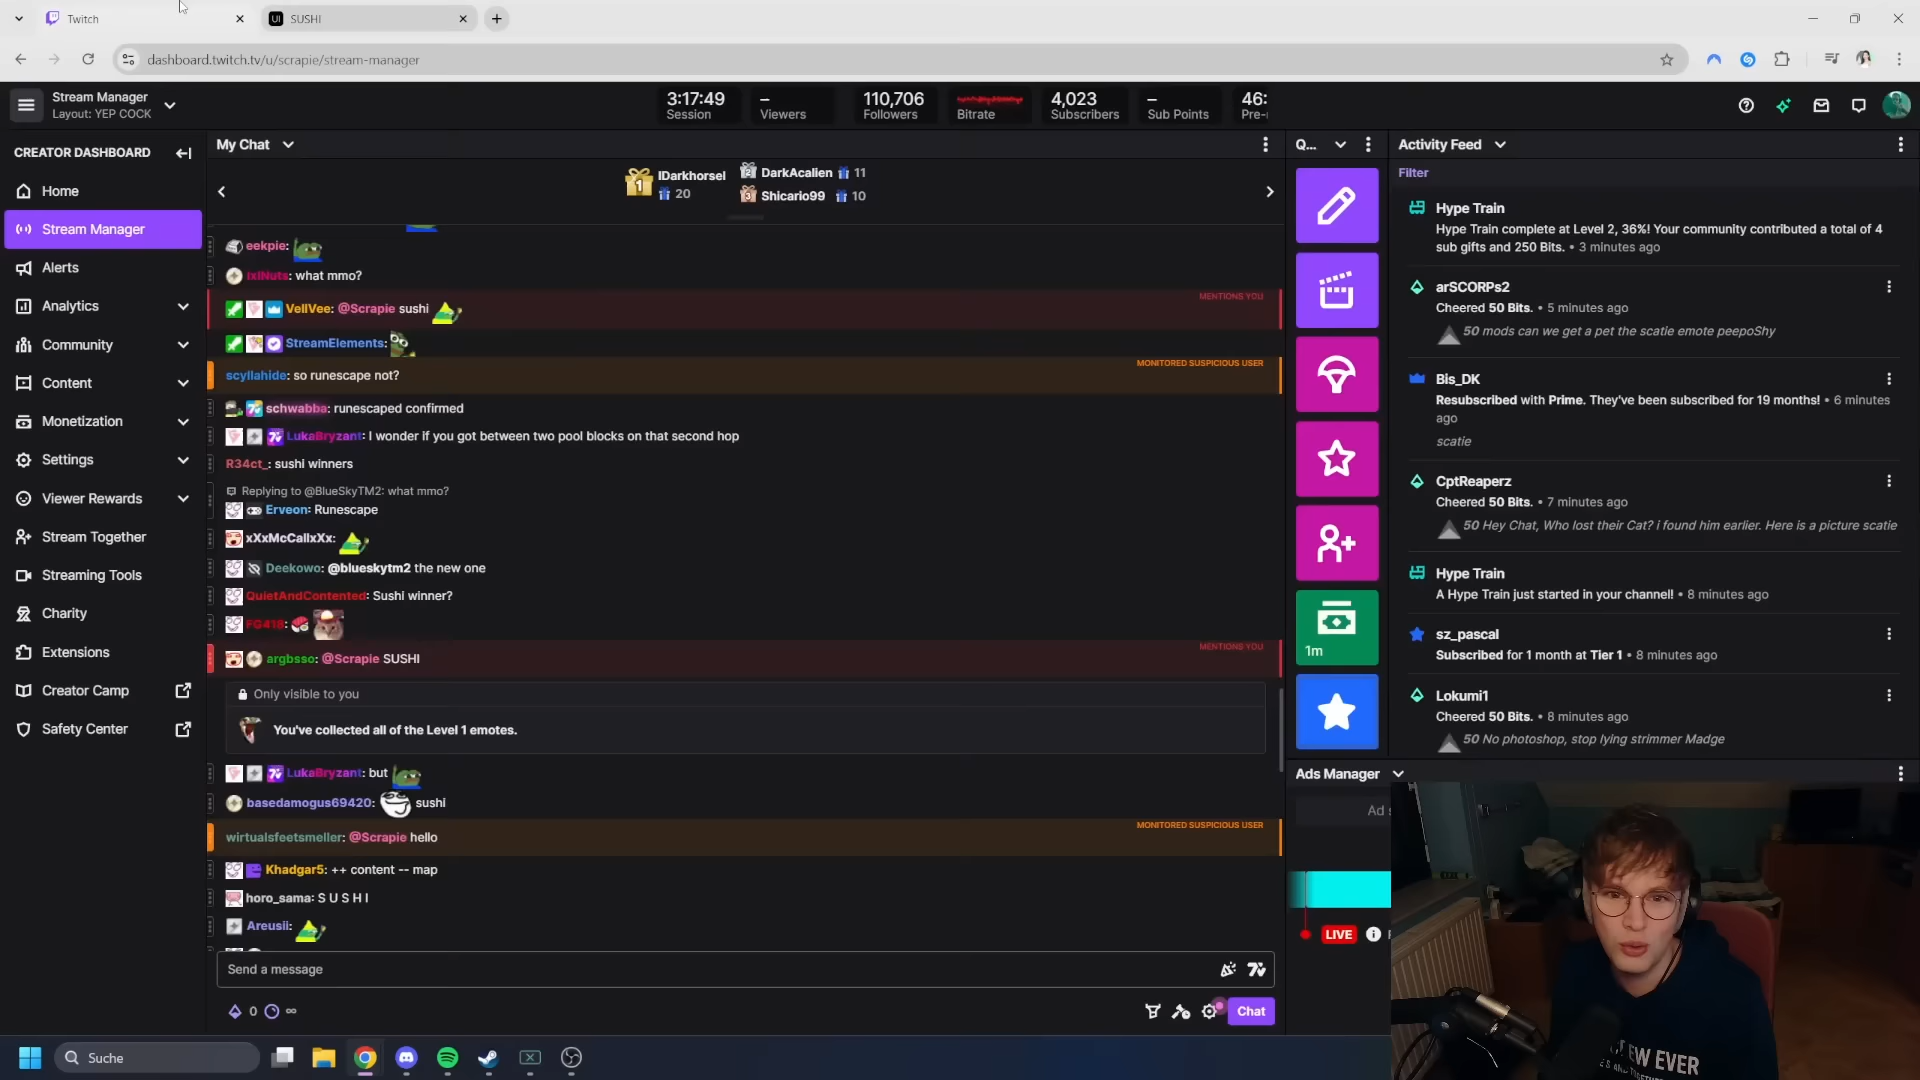 Twitch
SUSHI
dashboard.twitch.tv/u/scrapie/stream-manager
Stream Manager
Layout: YEP COCK
3:17:49
Session
–
Viewers
110,706
Followers
Bitrate
4,023
Subscribers
–
Sub Points
46:
Pre-r
CREATOR DASHBOARD
Home
Stream Manager
Alerts
Analytics
Community
Content
Monetization
Settings
Viewer Rewards
Stream Together
Streaming Tools
Charity
Extensions
Creator Camp
Safety Center
My Chat
1
IDarkhorsel
20
2 DarkAcalien 11
3 Shicario99 10
eekpie:
IxINuts: what mmo?
MENTIONS YOU
VellVee: @Scrapie sushi
StreamElements:
MONITORED SUSPICIOUS USER
scyllahide: so runescape not?
schwabba: runescaped confirmed
LukaBryzant: I wonder if you got between two pool blocks on that second hop
R34ct_: sushi winners
Replying to @BlueSkyTM2: what mmo?
Erveon: Runescape
xXxMcCallxXx:
Deekowo: @blueskytm2 the new one
QuietAndContented: Sushi winner?
FG418:
MENTIONS YOU
argbsso: @Scrapie SUSHI
Only visible to you
You've collected all of the Level 1 emotes.
LukaBryzant: but
basedamogus69420: sushi
MONITORED SUSPICIOUS USER
wirtualsfeetsmeller: @Scrapie hello
Khadgar5: ++ content -- map
horo_sama: S U S H I
Areusii:
Send a message
0 ∞
Chat
Q...
1m
Activity Feed
Filter
Hype Train
Hype Train complete at Level 2, 36%! Your community contributed a total of 4
sub gifts and 250 Bits. • 3 minutes ago
arSCORPs2
Cheered 50 Bits. • 5 minutes ago
50 mods can we get a pet the scatie emote peepoShy
Bis_DK
Resubscribed with Prime. They've been subscribed for 19 months! • 6 minutes
ago
scatie
CptReaperz
Cheered 50 Bits. • 7 minutes ago
50 Hey Chat, Who lost their Cat? i found him earlier. Here is a picture scatie
Hype Train
A Hype Train just started in your channel! • 8 minutes ago
sz_pascal
Subscribed for 1 month at Tier 1 • 8 minutes ago
Lokumi1
Cheered 50 Bits. • 8 minutes ago
50 No photoshop, stop lying strimmer Madge
Ads Manager
Ad s
LIVE
EW EVER
Suche